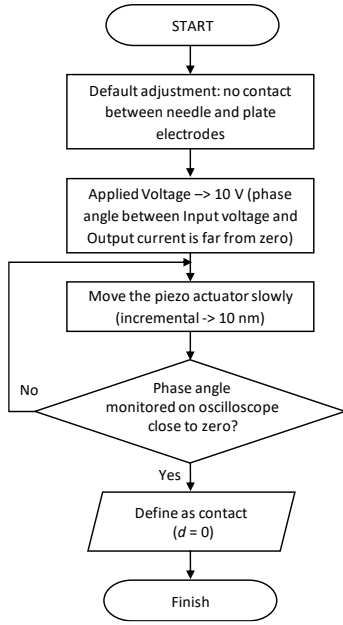 START
Default adjustment: no contact
between needle and plate
electrodes
Applied Voltage –> 10 V (phase
angle between Input voltage and
Output current is far from zero)
Move the piezo actuator slowly
(incremental -> 10 nm)
No
Phase angle
monitored on oscilloscope
close to zero?
Yes
Define as contact
(d = 0)
Finish